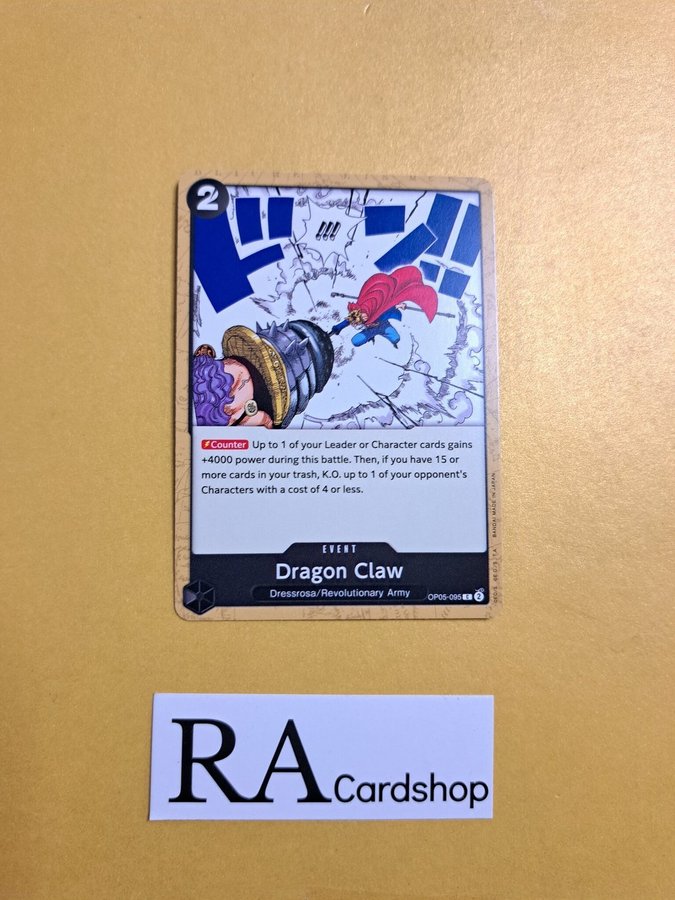 2
ドン!!
!!!
Counter Up to 1 of your Leader or Character cards gains
+4000 power during this battle. Then, if you have 15 or
more cards in your trash, K.O. up to 1 of your opponent's
Characters with a cost of 4 or less.
EVENT
Dragon Claw
Dressrosa/Revolutionary Army
OP05-095 C 2
BANDAI MADE IN JAPAN
RA Cardshop